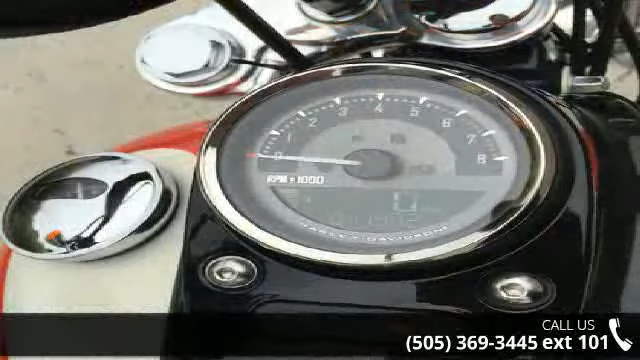 0 1 2 3 4 5 6 7 8
RPM × 1000
0
HARLEY-DAVIDSON
CALL US
(505) 369-3445 ext 101